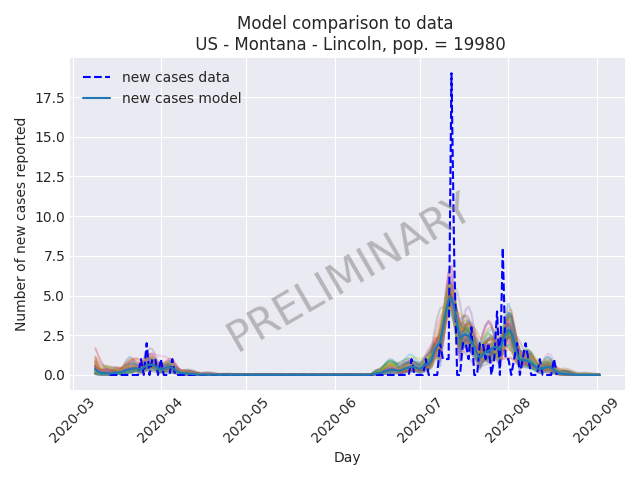 Model comparison to data
US - Montana - Lincoln, pop. = 19980
new cases data
new cases model
Number of new cases reported
17.5
15.0
12.5
10.0
7.5
5.0
2.5
0.0
PRELIMINARY
2020-03
2020-04
2020-05
2020-06
2020-07
2020-08
2020-09
Day